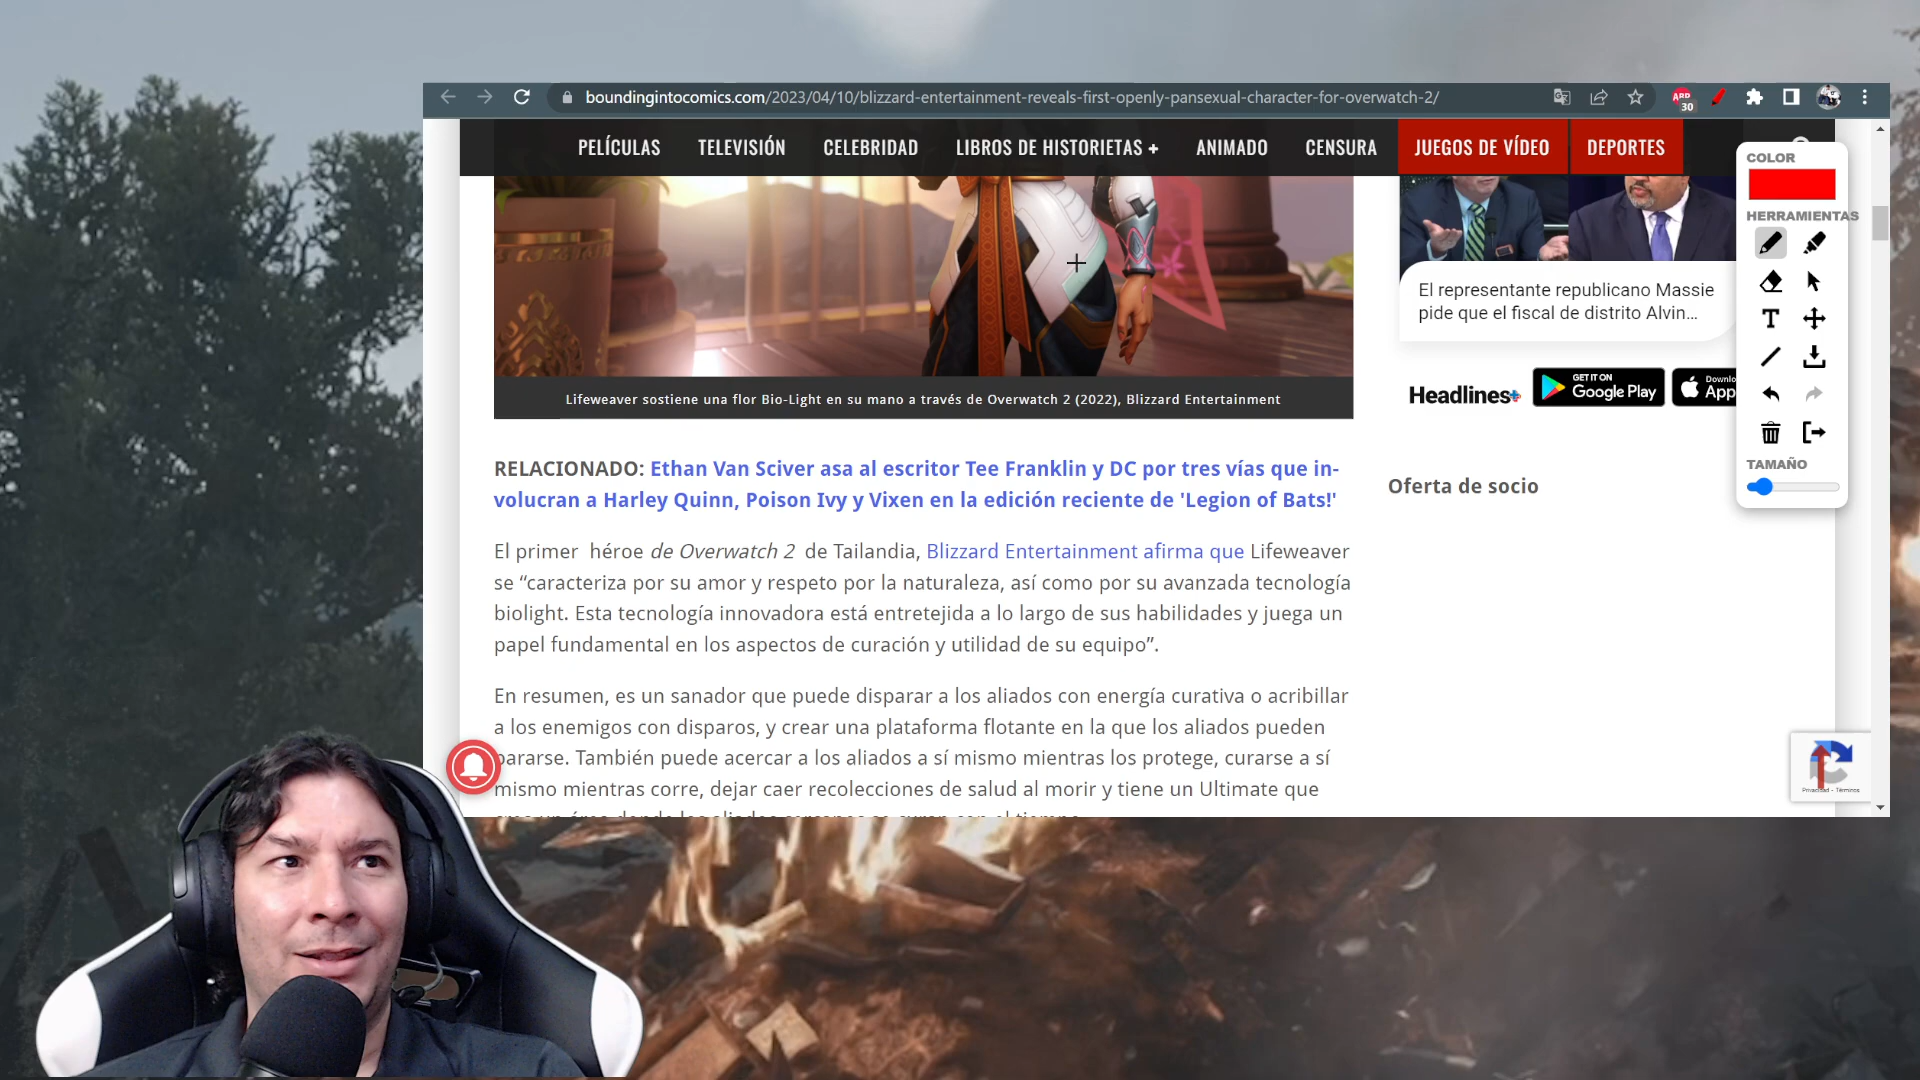 boundingintocomics.com/2023/04/10/blizzard-entertainment-reveals-first-openly-pansexual-character-for-overwatch-2/
ABP
30
PELÍCULAS TELEVISIÓN CELEBRIDAD LIBROS DE HISTORIETAS + ANIMADO CENSURA JUEGOS DE VÍDEO DEPORTES
COLOR
HERRAMIENTAS
TAMAÑO
Lifeweaver sostiene una flor Bio-Light en su mano a través de Overwatch 2 (2022), Blizzard Entertainment
RELACIONADO: Ethan Van Sciver asa al escritor Tee Franklin y DC por tres vías que in-
volucran a Harley Quinn, Poison Ivy y Vixen en la edición reciente de 'Legion of Bats!'
El primer héroe de Overwatch 2 de Tailandia, Blizzard Entertainment afirma que Lifeweaver
se “caracteriza por su amor y respeto por la naturaleza, así como por su avanzada tecnología
biolight. Esta tecnología innovadora está entretejida a lo largo de sus habilidades y juega un
papel fundamental en los aspectos de curación y utilidad de su equipo”.
En resumen, es un sanador que puede disparar a los aliados con energía curativa o acribillar
a los enemigos con disparos, y crear una plataforma flotante en la que los aliados pueden
pararse. También puede acercar a los aliados a sí mismo mientras los protege, curarse a sí
mismo mientras corre, dejar caer recolecciones de salud al morir y tiene un Ultimate que
El representante republicano Massie
pide que el fiscal de distrito Alvin...
Headlines+
GET IT ON
Google Play
Downlo
App
Oferta de socio
Privacidad - Términos